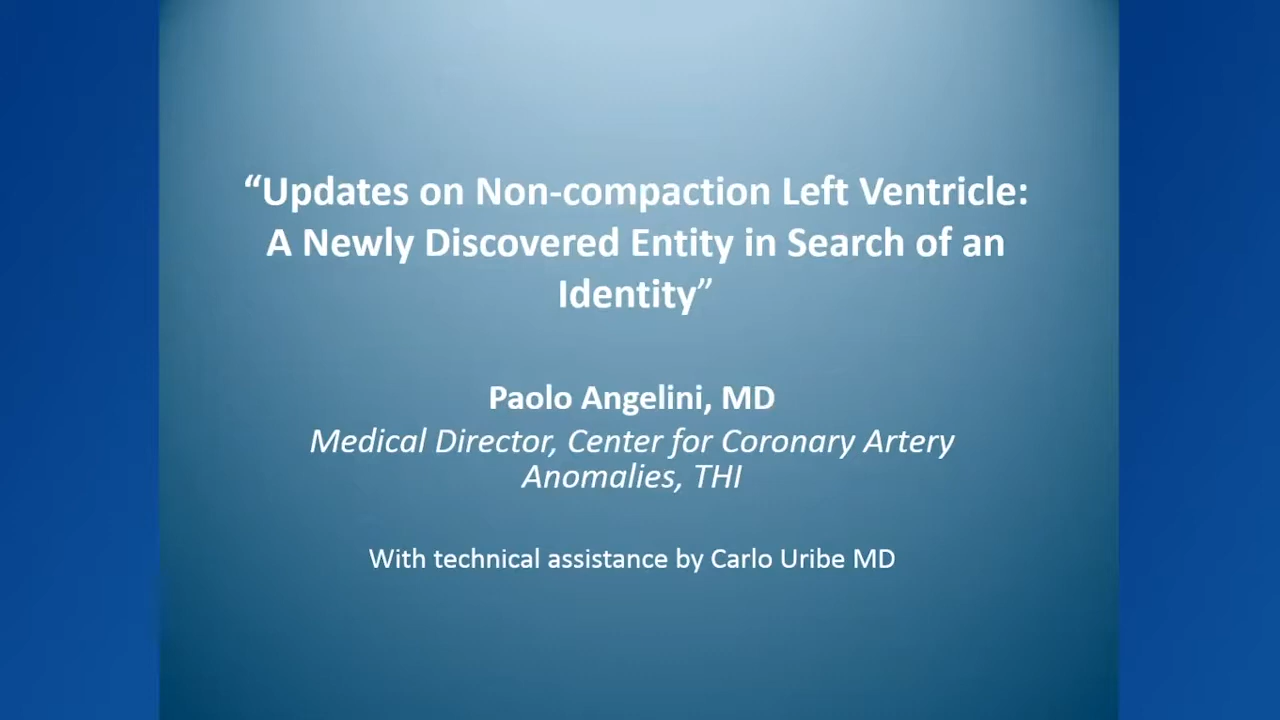 “Updates on Non-compaction Left Ventricle:
A Newly Discovered Entity in Search of an
Identity”
Paolo Angelini, MD
Medical Director, Center for Coronary Artery
Anomalies, THI
With technical assistance by Carlo Uribe MD